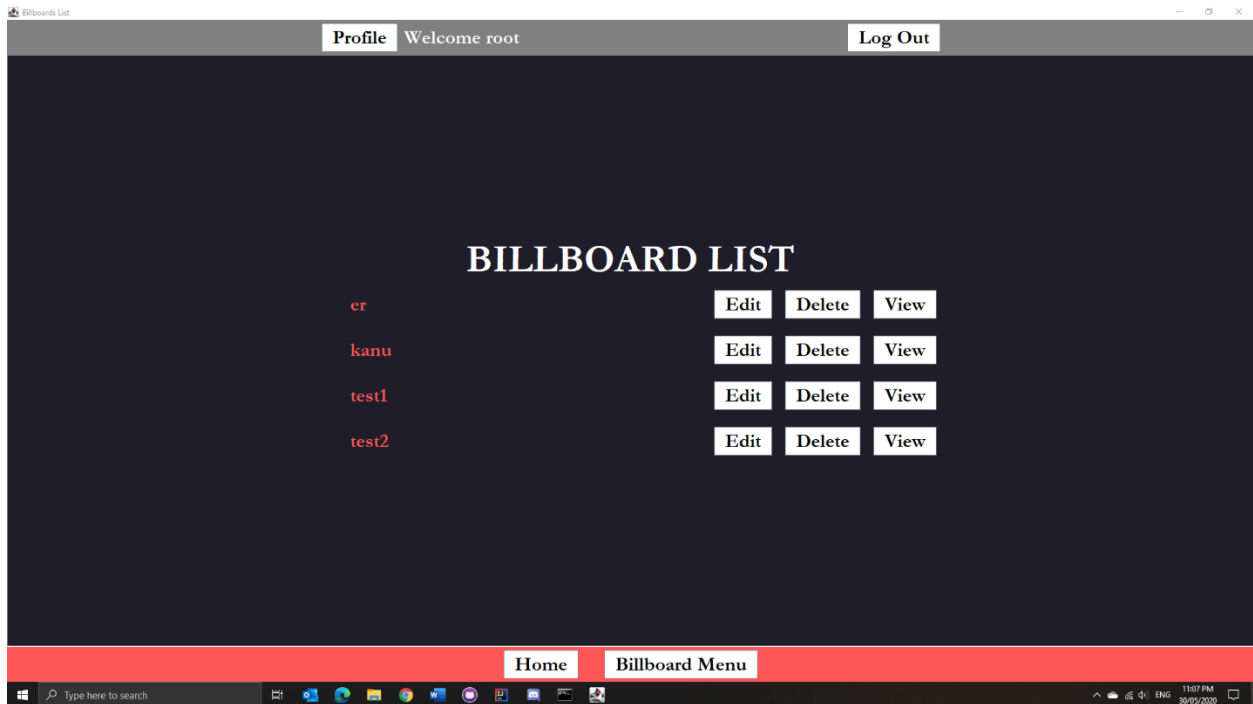 Billboards List
Profile Welcome root Log Out
BILLBOARD LIST
er Edit Delete View
kanu Edit Delete View
test1 Edit Delete View
test2 Edit Delete View
Home Billboard Menu
Type here to search ENG 11:07 PM
30/05/2020